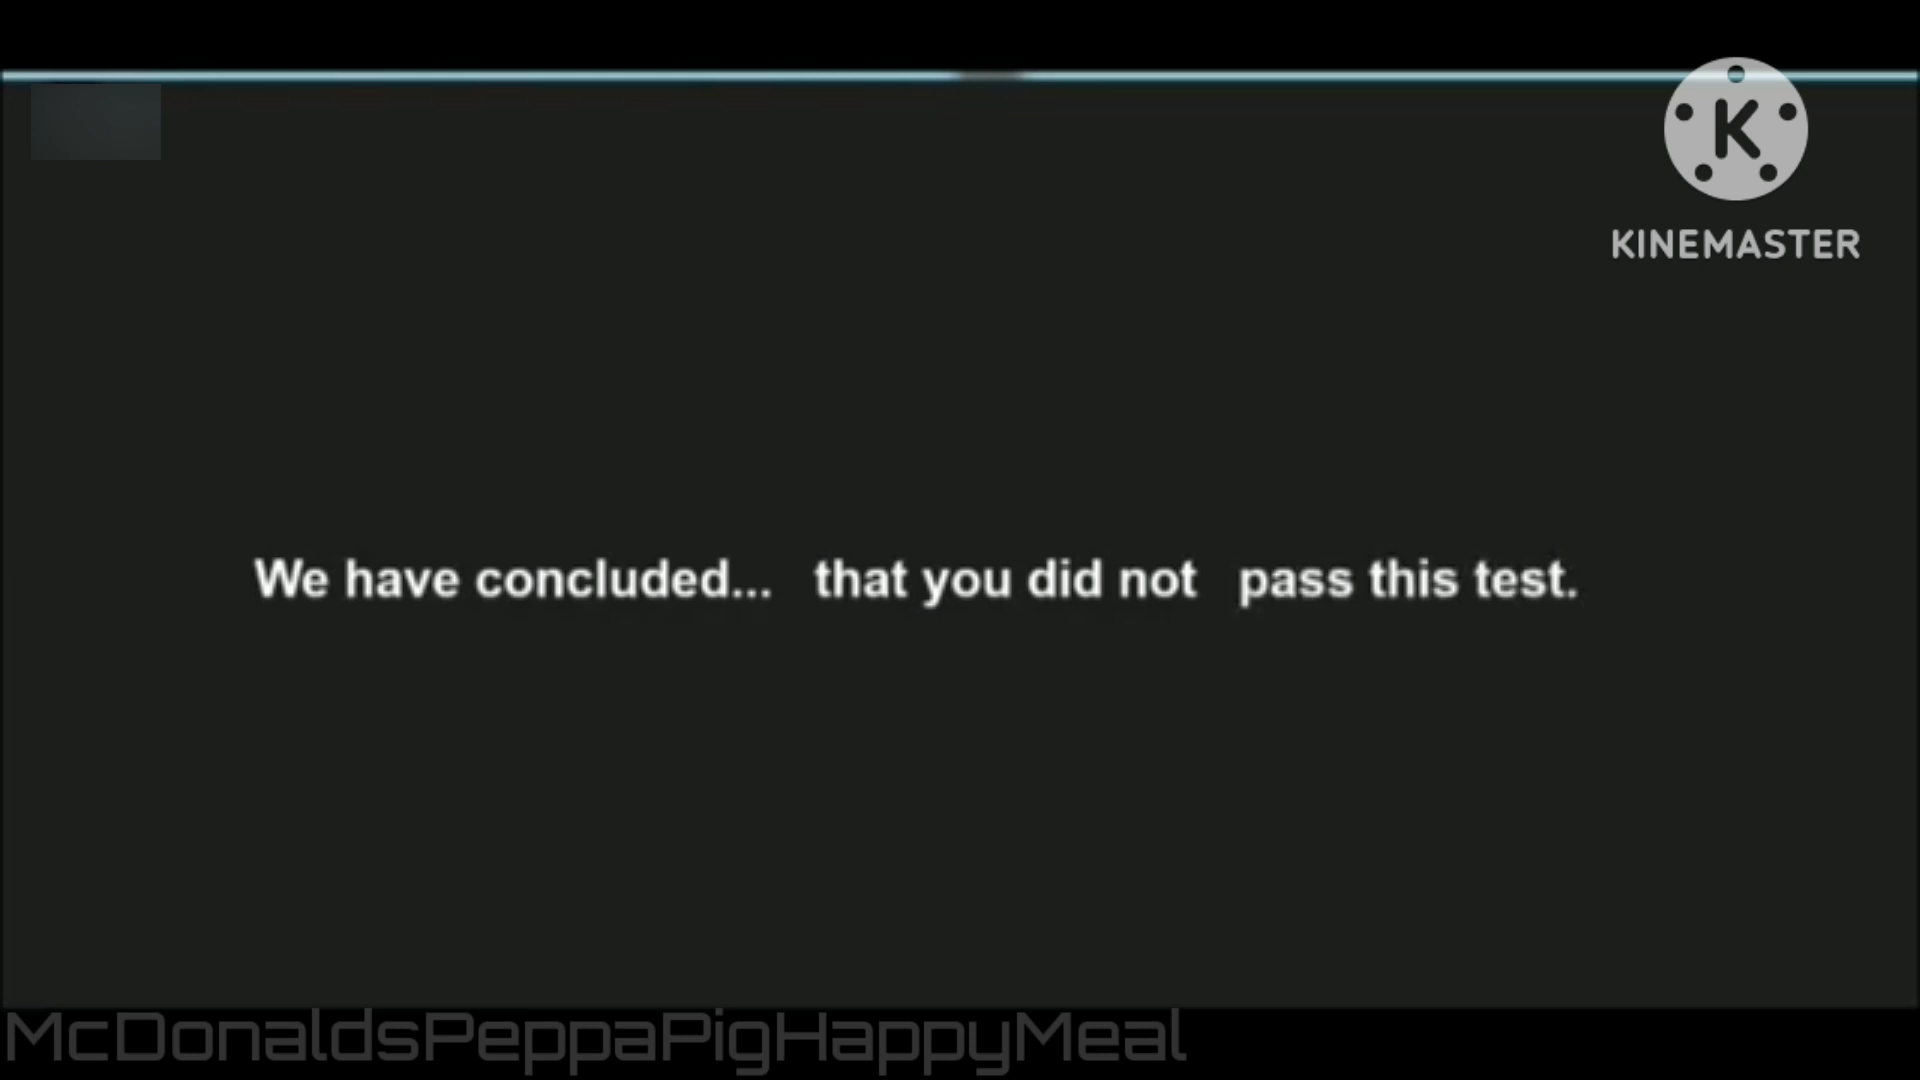 K
KINEMASTER
We have concluded... that you did not pass this test.
McDonaldsPeppaPigHappyMeal